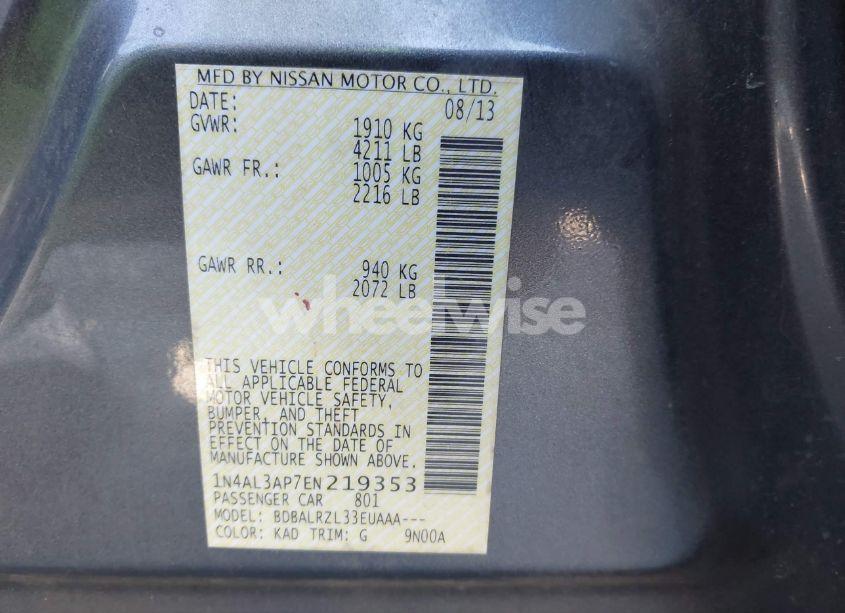 MFD BY NISSAN MOTOR CO., LTD.
DATE: 08/13
GVWR: 1910 KG
4211 LB
GAWR FR.: 1005 KG
2216 LB
GAWR RR.: 940 KG
2072 LB
wheelwise
THIS VEHICLE CONFORMS TO
ALL APPLICABLE FEDERAL
MOTOR VEHICLE SAFETY,
BUMPER, AND THEFT
PREVENTION STANDARDS IN
EFFECT ON THE DATE OF
MANUFACTURE SHOWN ABOVE.
1N4AL3AP7EN219353
PASSENGER CAR 801
MODEL: BDBALRZL33EUAAA---
COLOR: KAD TRIM: G 9N00A